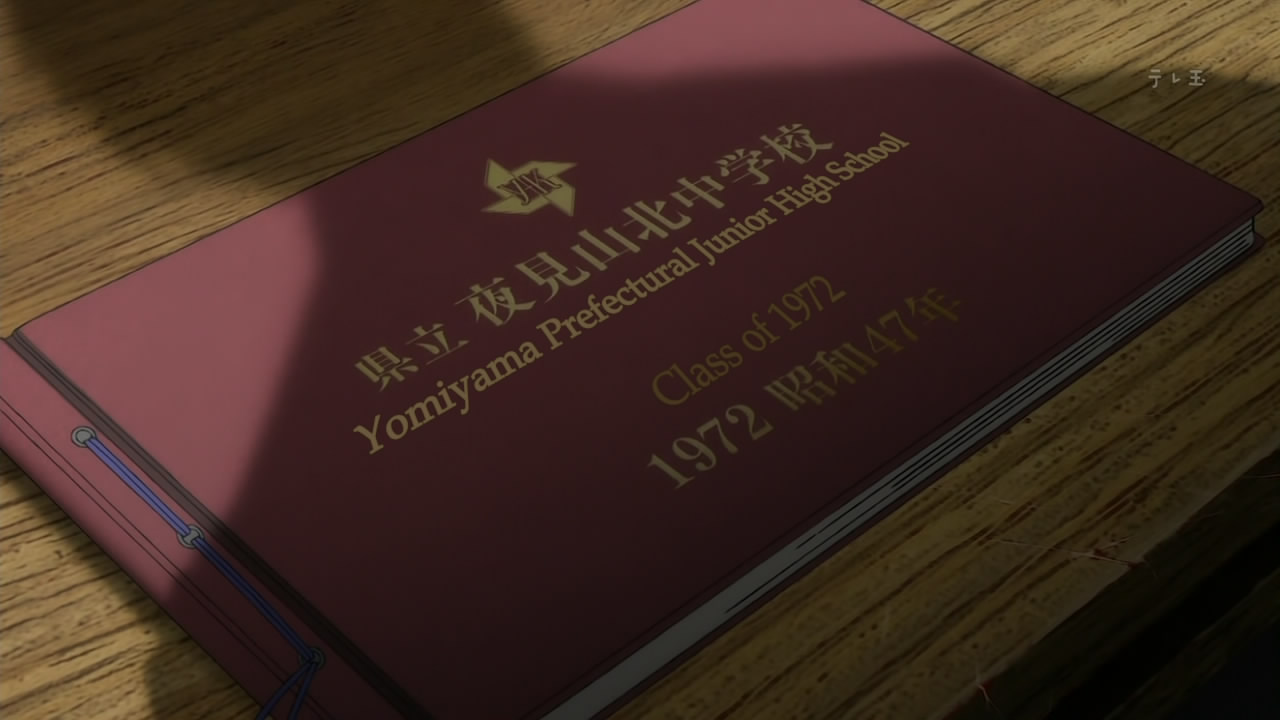 テレ玉
YAK
県立 夜見山北中学校
Yomiyama Prefectural Junior High School
Class of 1972
1972 昭和47年